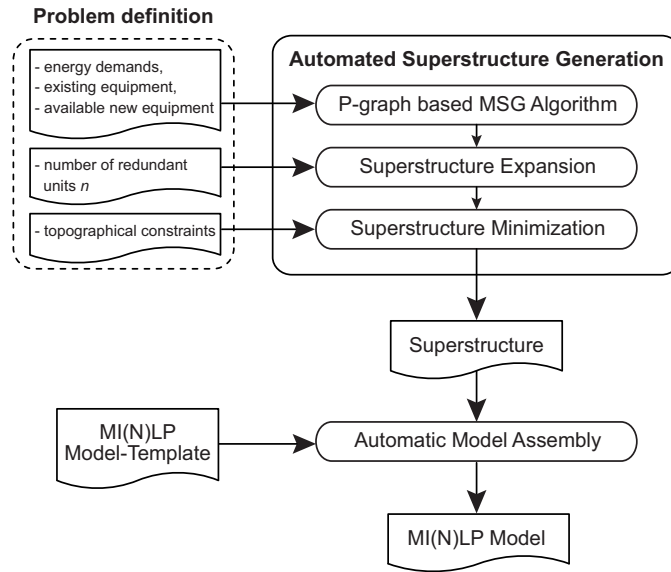 Problem definition
- energy demands,
- existing equipment,
- available new equipment
- number of redundant
units n
- topographical constraints
Automated Superstructure Generation
P-graph based MSG Algorithm
Superstructure Expansion
Superstructure Minimization
Superstructure
MI(N)LP
Model-Template
Automatic Model Assembly
MI(N)LP Model